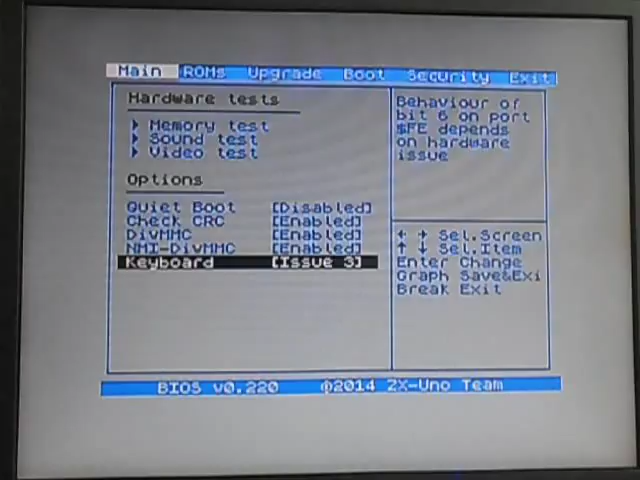 Main ROMs Upgrade Boot Security Exit
Hardware tests
Memory test
Sound test
Video test
Options
Quiet Boot [Disabled]
Check CRC [Enabled]
DivMMC [Enabled]
NMI-DivMMC [Enabled]
Keyboard [Issue 3]
Behaviour of
bit 6 on port
$FE depends
on hardware
issue
← → Sel.Screen
↑ ↓ Sel.Item
Enter Change
Graph Save&Exi
Break Exit
BIOS v0.220 ©2014 ZX-Uno Team